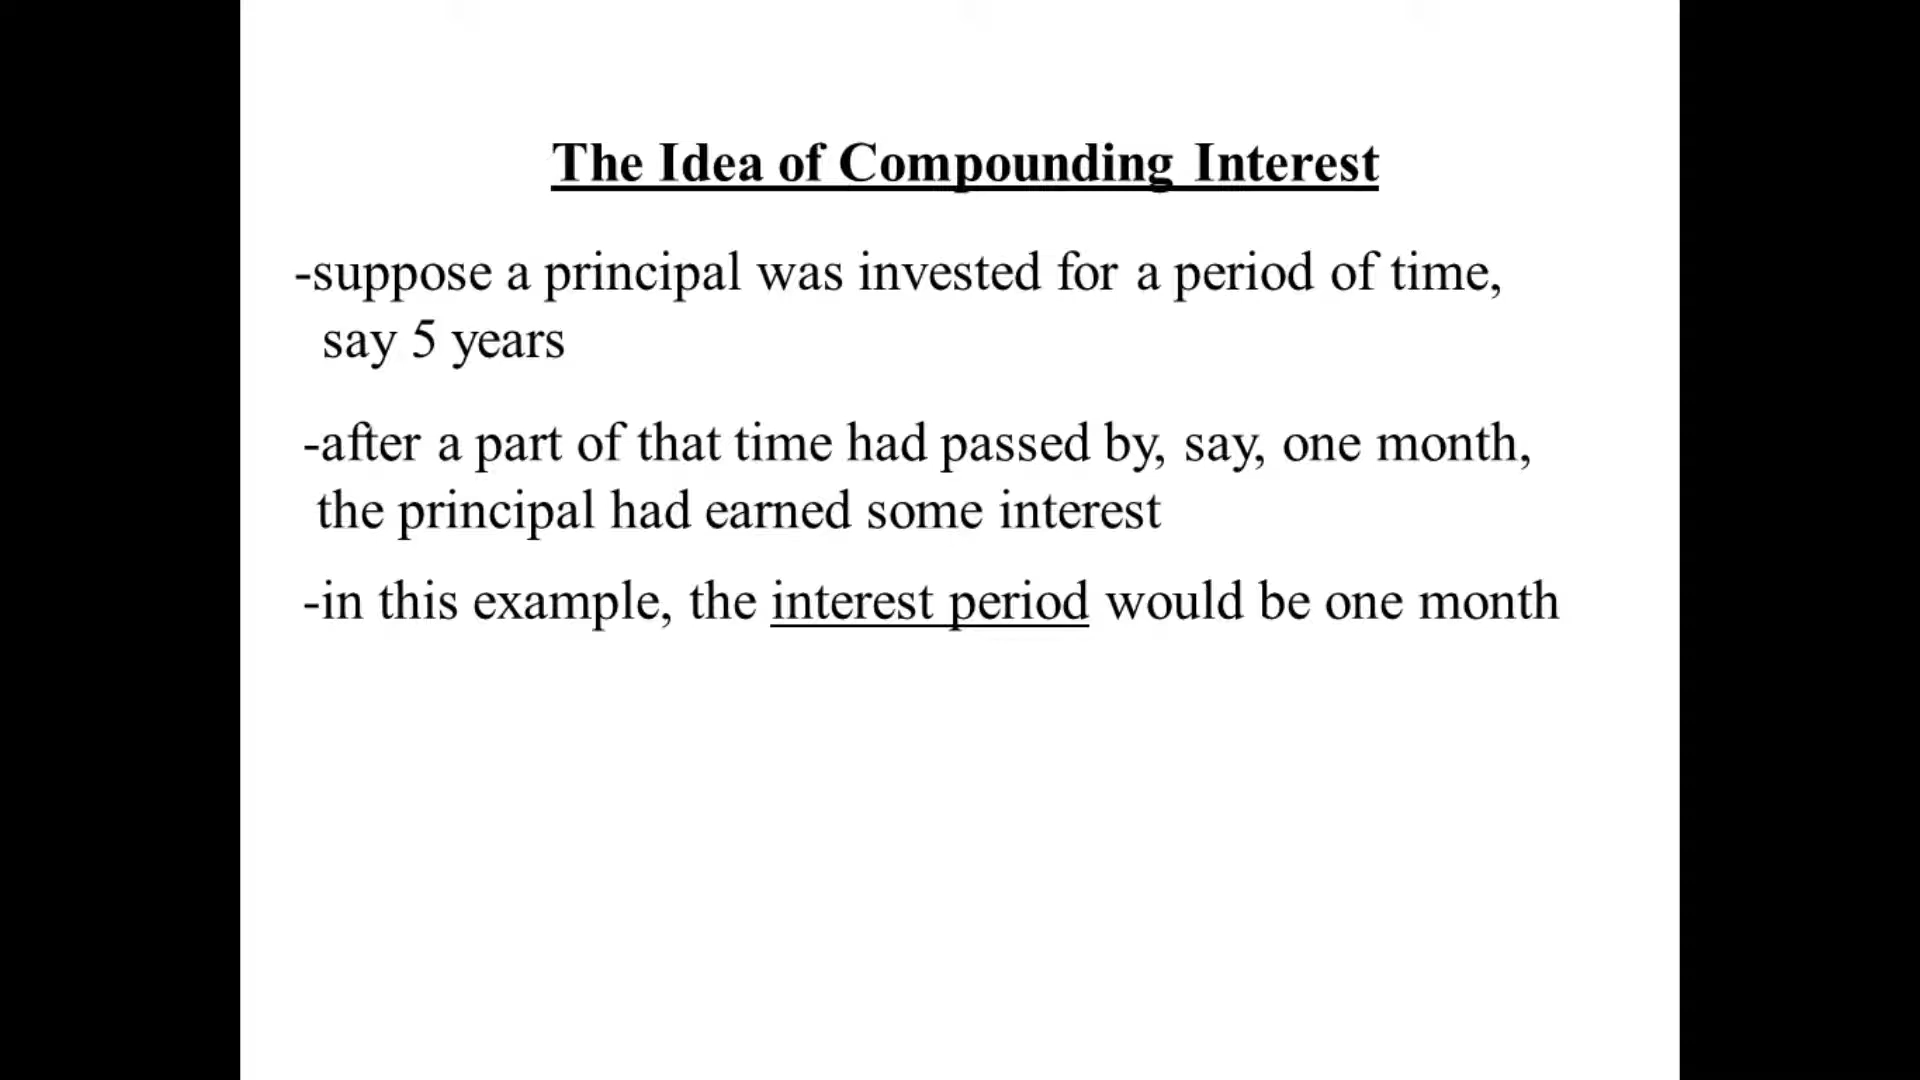 The Idea of Compounding Interest
-suppose a principal was invested for a period of time,
say 5 years
-after a part of that time had passed by, say, one month,
the principal had earned some interest
-in this example, the interest period would be one month